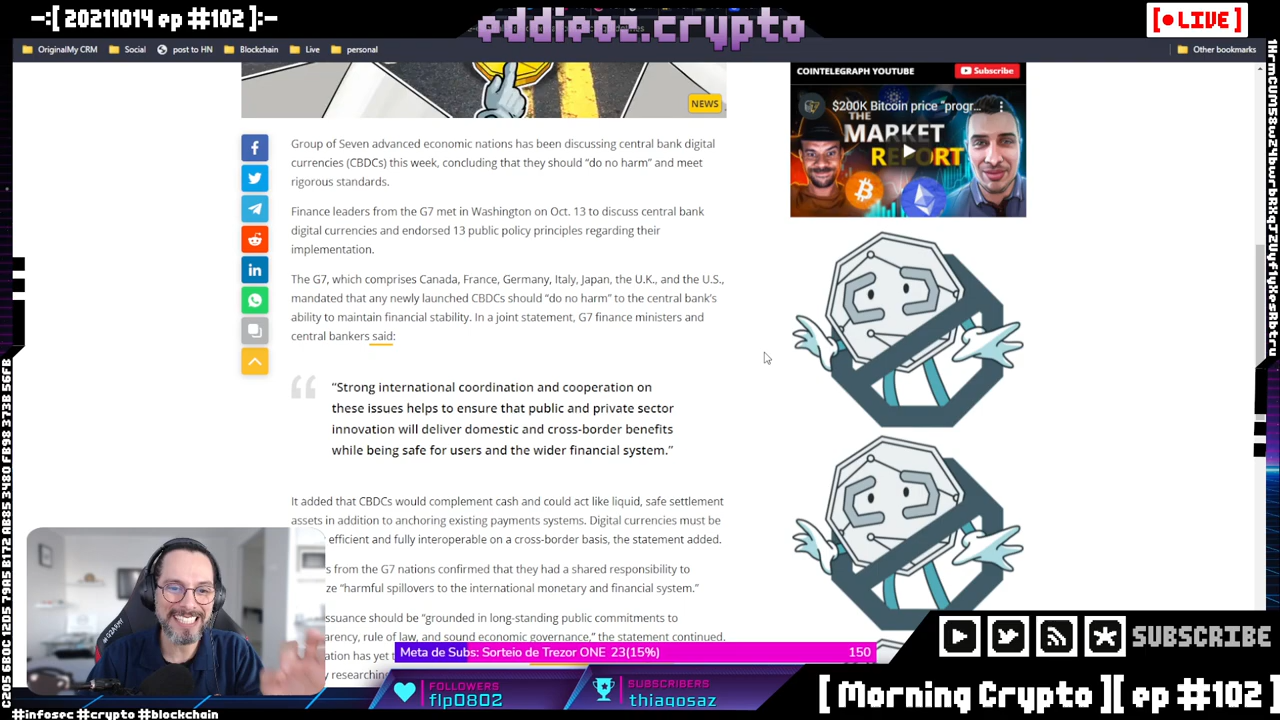 -:[ 20211014 ep #102 ]:-
eddieoz.crypto
[ LIVE ]
OriginalMy CRM
Social
post to HN
Blockchain
Live
personal
Other bookmarks
NEWS
Group of Seven advanced economic nations has been discussing central bank digital
currencies (CBDCs) this week, concluding that they should “do no harm” and meet
rigorous standards.
Finance leaders from the G7 met in Washington on Oct. 13 to discuss central bank
digital currencies and endorsed 13 public policy principles regarding their
implementation.
The G7, which comprises Canada, France, Germany, Italy, Japan, the U.K., and the U.S.,
mandated that any newly launched CBDCs should “do no harm” to the central bank’s
ability to maintain financial stability. In a joint statement, G7 finance ministers and
central bankers said:
“Strong international coordination and cooperation on
these issues helps to ensure that public and private sector
innovation will deliver domestic and cross-border benefits
while being safe for users and the wider financial system.”
It added that CBDCs would complement cash and could act like liquid, safe settlement
assets in addition to anchoring existing payments systems. Digital currencies must be
efficient and fully interoperable on a cross-border basis, the statement added.
from the G7 nations confirmed that they had a shared responsibility to
“harmful spillovers to the international monetary and financial system.”
should be “grounded in long-standing public commitments to
rule of law, and sound economic governance,” the statement continued.
has yet
researching
COINTELEGRAPH YOUTUBE
Subscribe
$200K Bitcoin price “progr...
THE
MARKET
REPORT
Meta de Subs: Sorteio de Trezor ONE 23(15%)
150
FOLLOWERS
flp0802
SUBSCRIBERS
thiagosaz
SUBSCRIBE
[ Morning Crypto ][ ep #102 ]
#infosec #crypto #blockchain